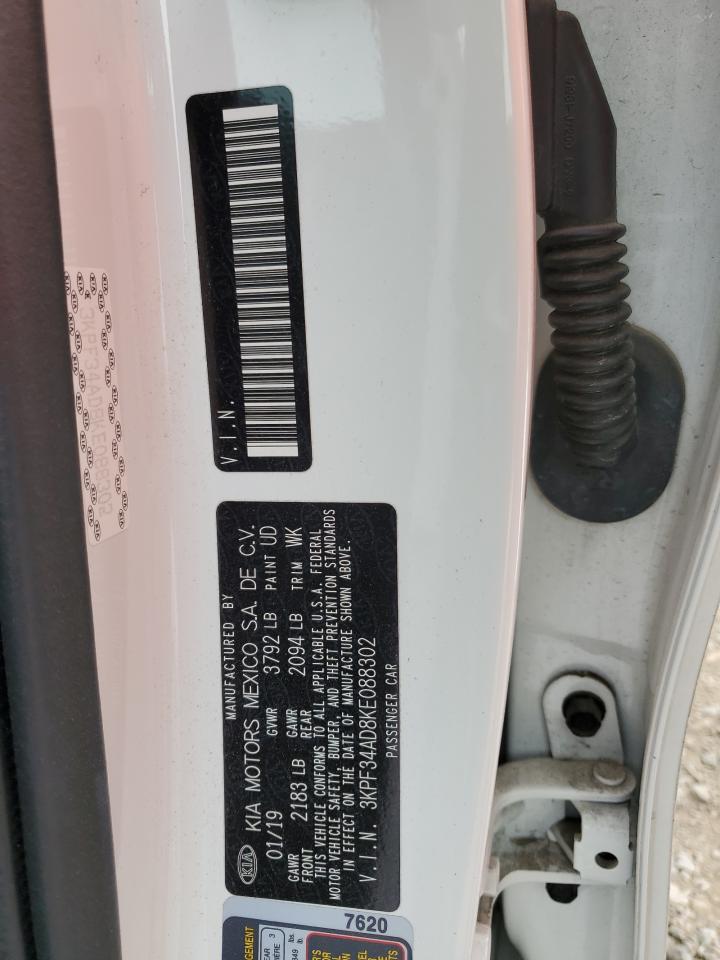 V.I.N.
MANUFACTURED BY
KIA KIA MOTORS MEXICO S.A. DE C.V.
01/19 GVWR 3792 LB PAINT UD
GAWR FRONT 2183 LB GAWR REAR 2094 LB TRIM WK
THIS VEHICLE CONFORMS TO ALL APPLICABLE U.S.A. FEDERAL
MOTOR VEHICLE SAFETY, BUMPER, AND THEFT PREVENTION STANDARDS
IN EFFECT ON THE DATE OF MANUFACTURE SHOWN ABOVE.
V.I.N. 3KPF34AD8KE088302
PASSENGER CAR
7620